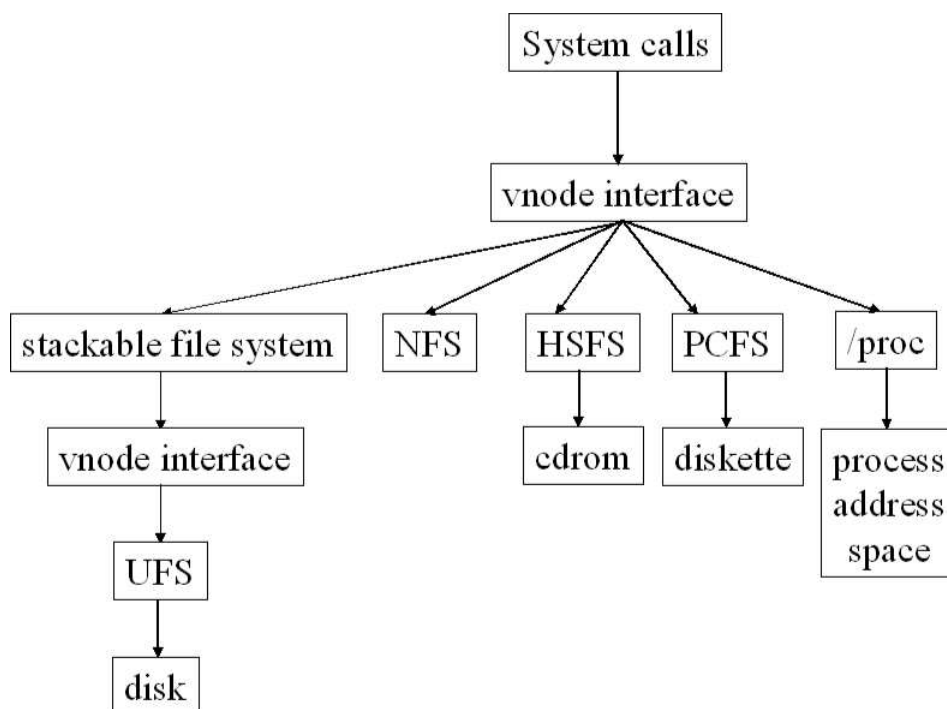 System calls
vnode interface
stackable file system
NFS
HSFS
PCFS
/proc
vnode interface
cdrom
diskette
process
address
space
UFS
disk